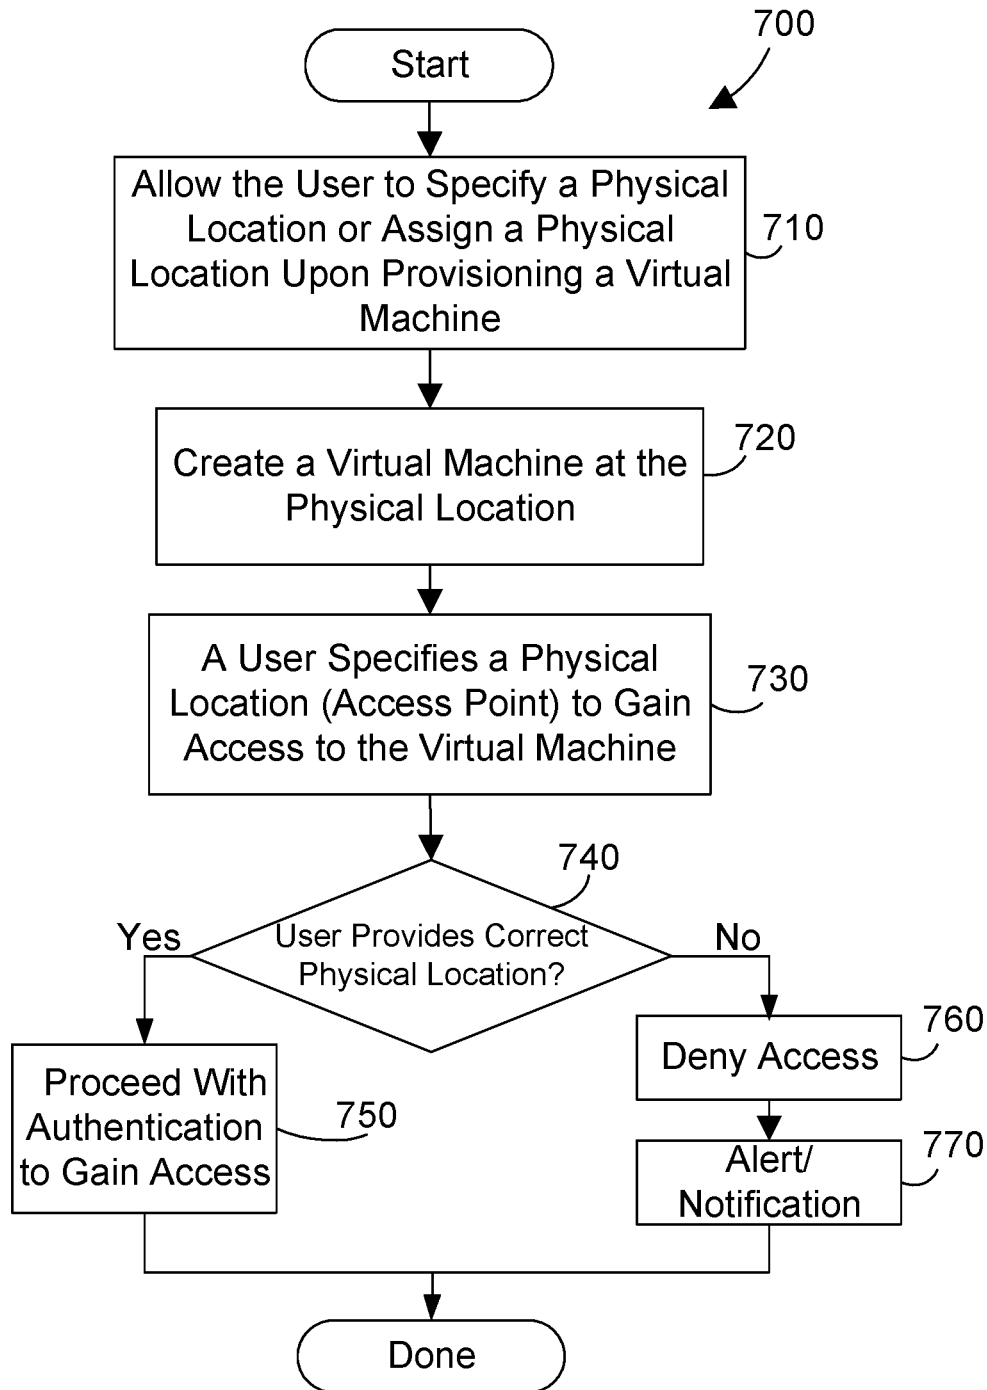 700
Start
Allow the User to Specify a Physical
Location or Assign a Physical
Location Upon Provisioning a Virtual
Machine
710
Create a Virtual Machine at the
Physical Location
720
A User Specifies a Physical
Location (Access Point) to Gain
Access to the Virtual Machine
730
740
User Provides Correct
Physical Location?
Yes
No
Proceed With
Authentication
to Gain Access
750
Deny Access
760
Alert/
Notification
770
Done